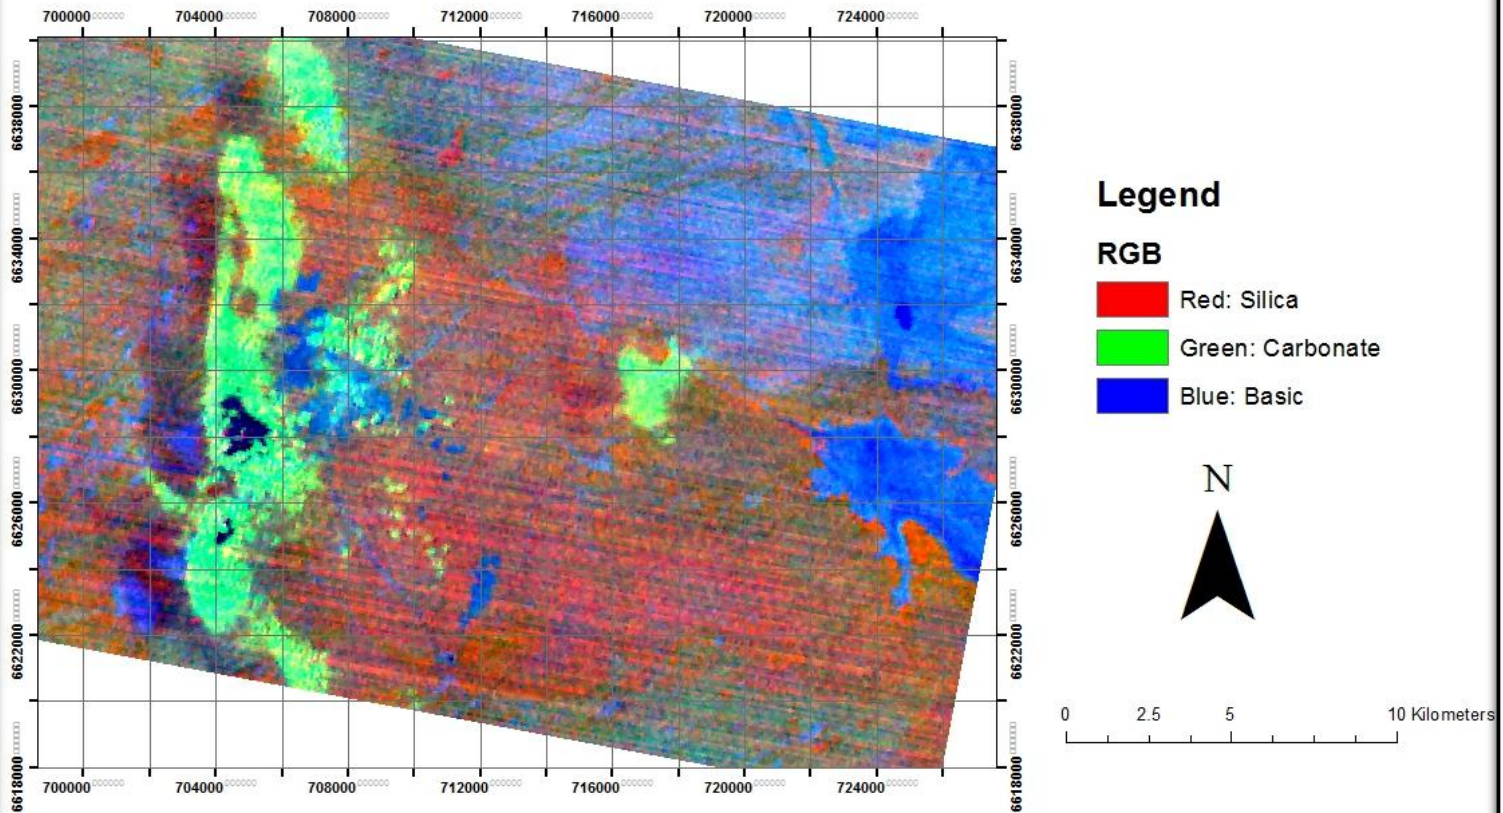 700000 704000 708000 712000 716000 720000 724000
6638000 6638000
6634000 6634000
6630000 6630000
6626000 6626000
6622000 6622000
6618000 6618000
700000 704000 708000 712000 716000 720000 724000
Legend
RGB
Red: Silica
Green: Carbonate
Blue: Basic
N
0 2.5 5 10 Kilometers